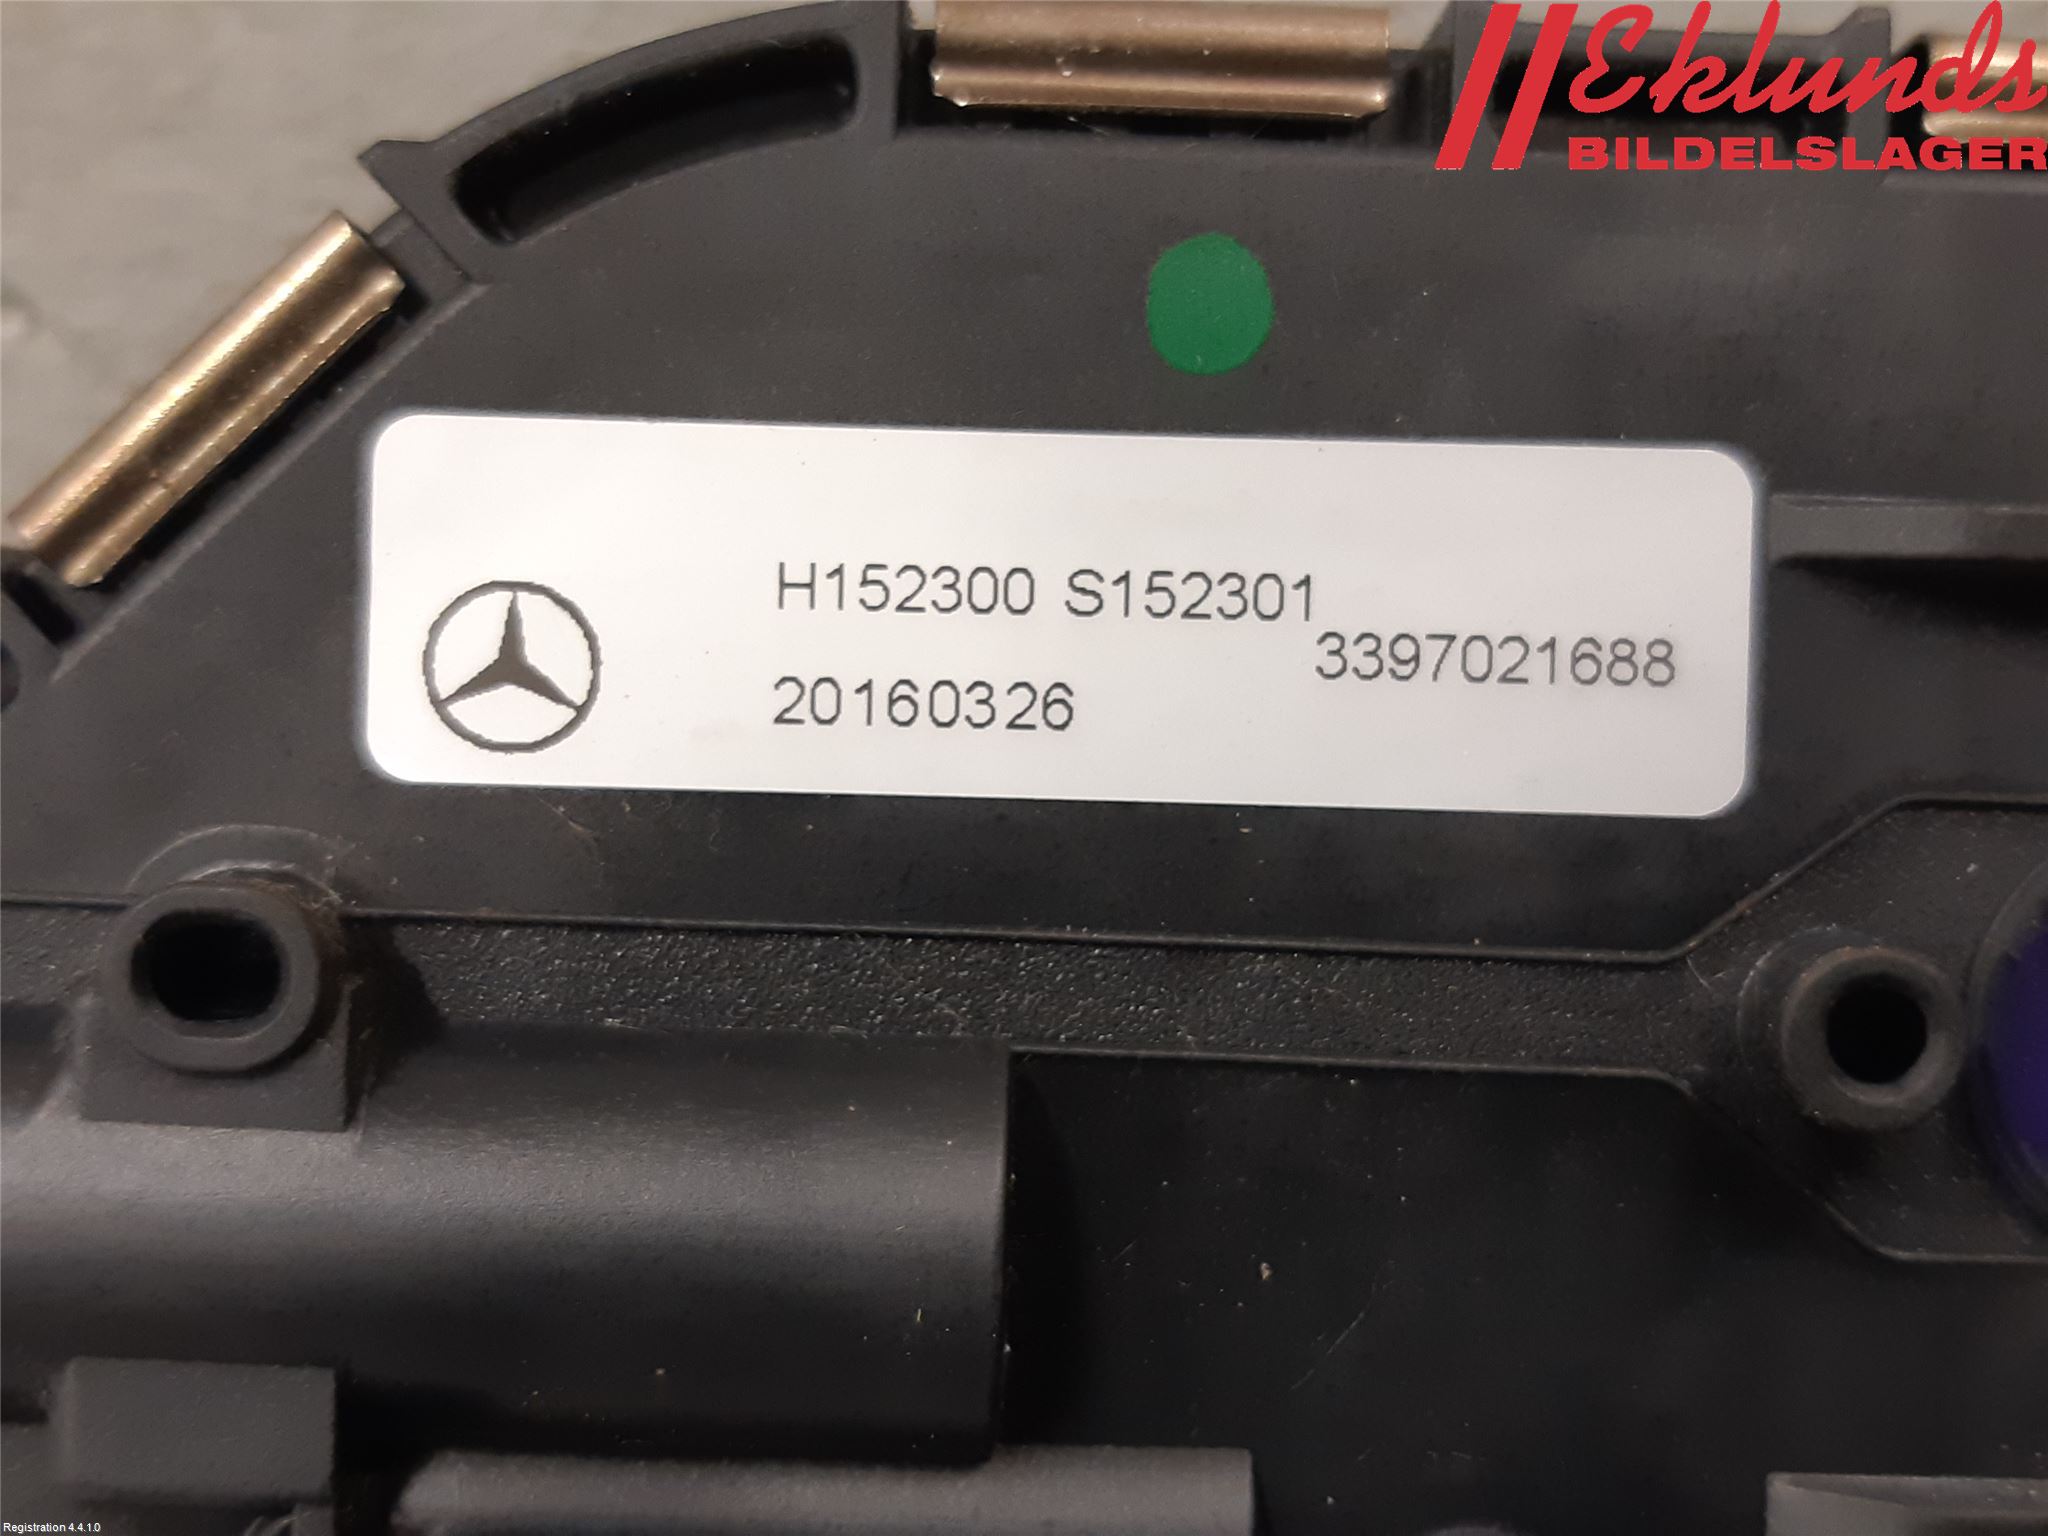 Eklunds
BILDELSLAGER
H152300 S152301
3397021688
20160326
Registration 4.4.1.0